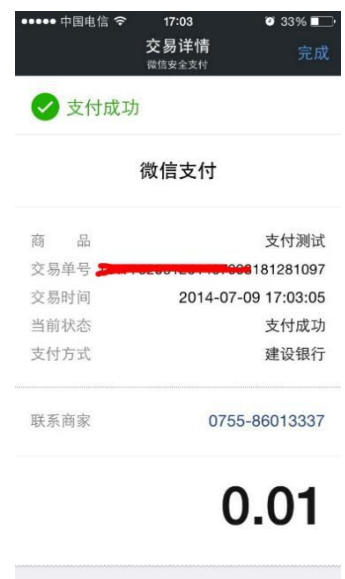 中国电信 17:03 33%
交易详情
微信安全支付
完成
支付成功
微信支付
商 品 支付测试
交易单号 181281097
交易时间 2014-07-09 17:03:05
当前状态 支付成功
支付方式 建设银行
联系商家 0755-86013337
0.01